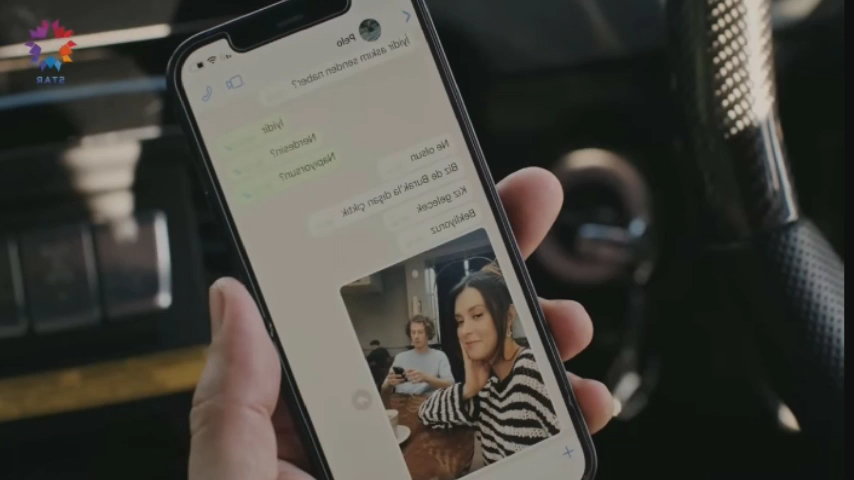 STAR
Pelo
İyidir askım senden naber?
İyidir
Nerdesin?
Napıyorsun?
Ne olsun
Biz de Burak'la dışarı çıktık
Kız gelecek
Bekliyoruz